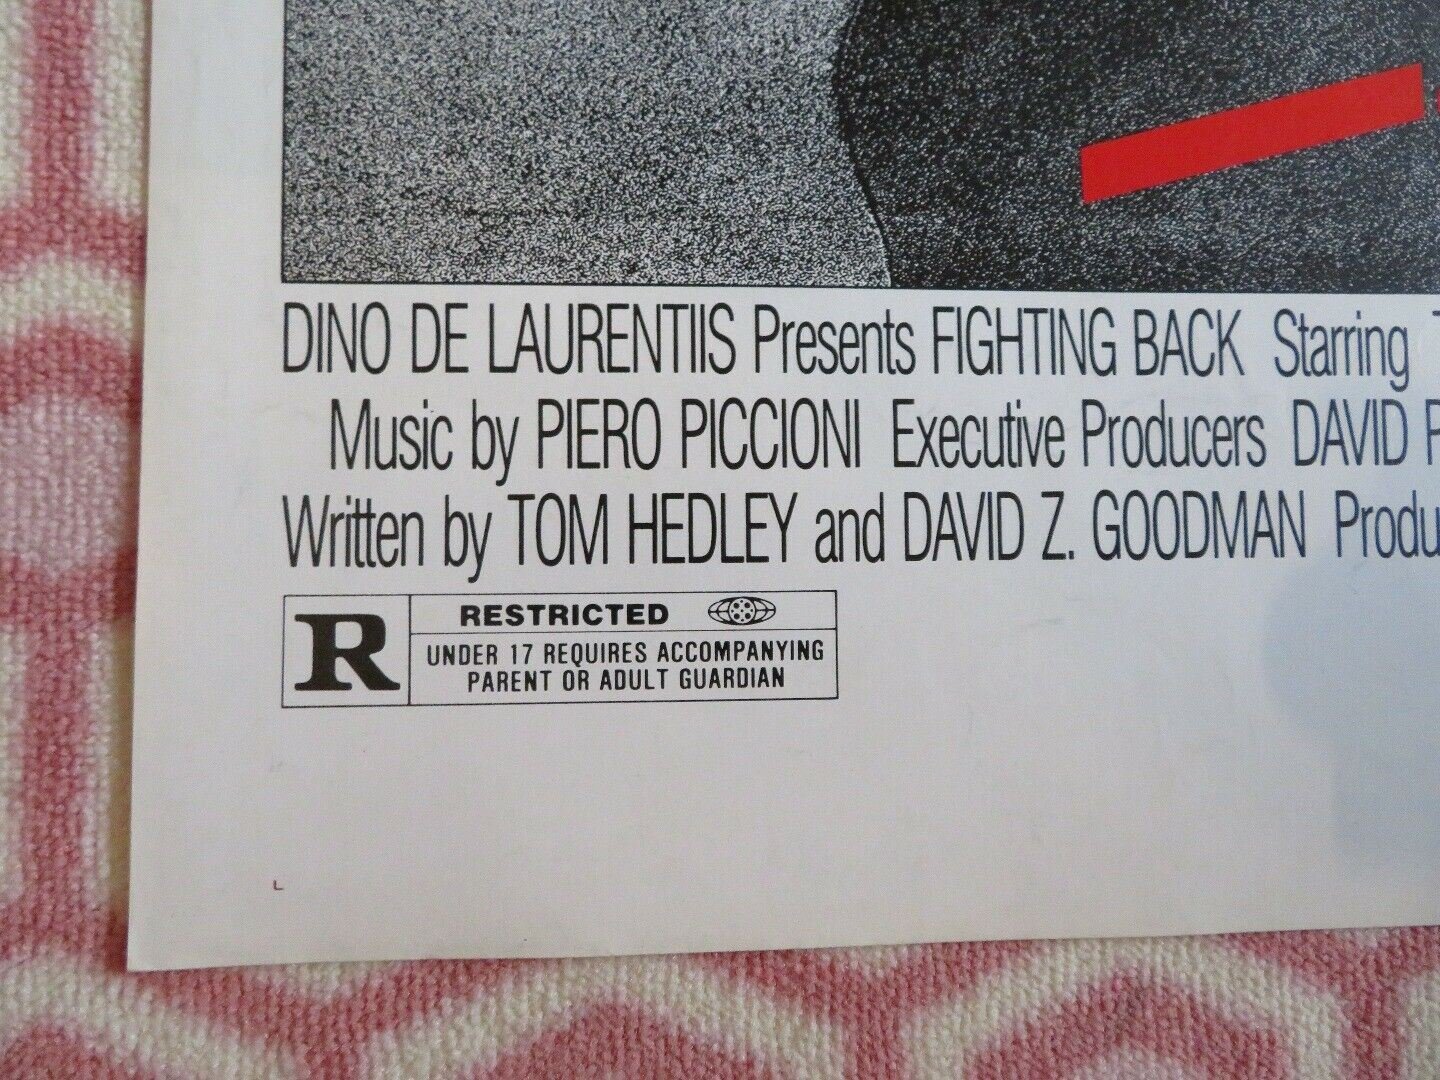 DINO DE LAURENTIIS Presents FIGHTING BACK Starring
Music by PIERO PICCIONI Executive Producers DAVID
Written by TOM HEDLEY and DAVID Z. GOODMAN Produ
R
RESTRICTED
UNDER 17 REQUIRES ACCOMPANYING
PARENT OR ADULT GUARDIAN
L